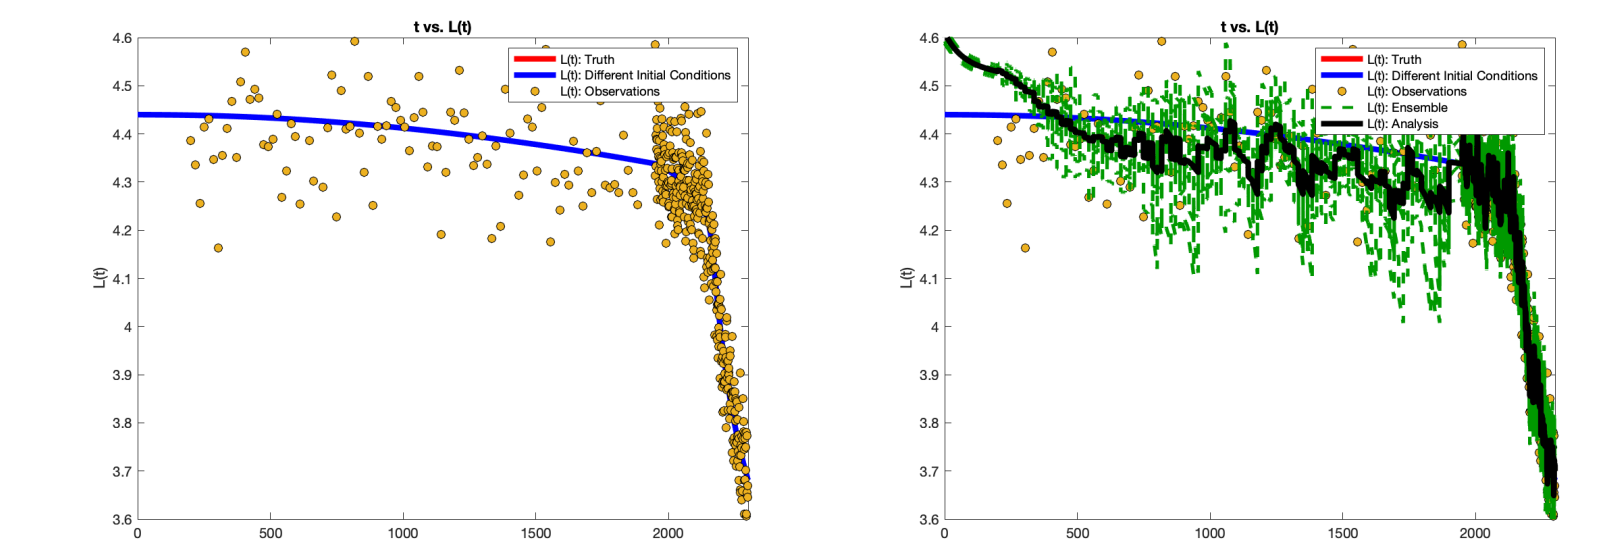 t vs. L(t)
L(t): Truth
L(t): Different Initial Conditions
L(t): Observations
4.6
4.5
4.4
4.3
4.2
4.1
4
3.9
3.8
3.7
3.6
L(t)
0
500
1000
1500
2000
t vs. L(t)
L(t): Truth
L(t): Different Initial Conditions
L(t): Observations
L(t): Ensemble
L(t): Analysis
4.6
4.5
4.4
4.3
4.2
4.1
4
3.9
3.8
3.7
3.6
L(t)
0
500
1000
1500
2000